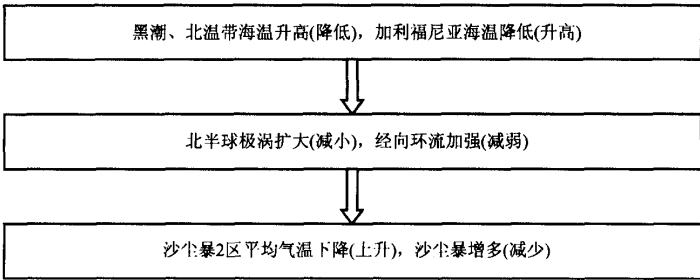 黑潮、北温带海温升高(降低)，加利福尼亚海温降低(升高)
北半球极涡扩大(减小)，经向环流加强(减弱)
沙尘暴2区平均气温下降(上升)，沙尘暴增多(减少)